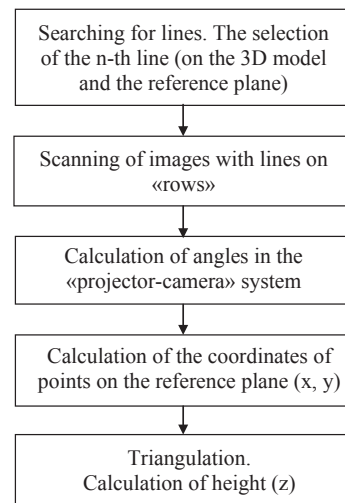 Searching for lines. The selection
of the n-th line (on the 3D model
and the reference plane)
Scanning of images with lines on
«rows»
Calculation of angles in the
«projector-camera» system
Calculation of the coordinates of
points on the reference plane (x, y)
Triangulation.
Calculation of height (z)